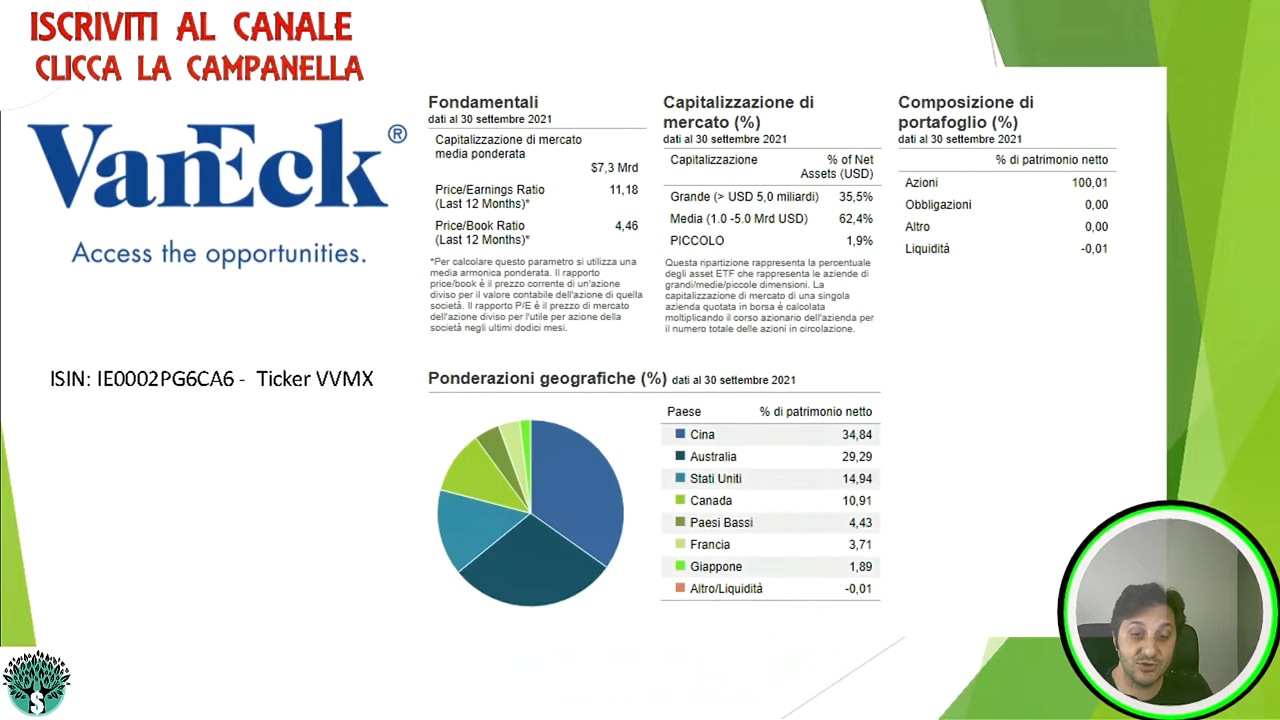 ISCRIVITI AL CANALE
CLICCA LA CAMPANELLA
VanEck®
Access the opportunities.
ISIN: IE0002PG6CA6 - Ticker VVMX
Fondamentali
dati al 30 settembre 2021
Capitalizzazione di mercato
media ponderata
$7,3 Mrd
Price/Earnings Ratio 11,18
(Last 12 Months)*
Price/Book Ratio 4,46
(Last 12 Months)*
*Per calcolare questo parametro si utilizza una
media armonica ponderata. Il rapporto
price/book è il prezzo corrente di un'azione
diviso per il valore contabile dell'azione di quella
società. Il rapporto P/E è il prezzo di mercato
dell'azione diviso per l'utile per azione della
società negli ultimi dodici mesi.
Capitalizzazione di
mercato (%)
dati al 30 settembre 2021
Capitalizzazione % of Net
Assets (USD)
Grande (> USD 5,0 miliardi) 35,5%
Media (1.0 -5.0 Mrd USD) 62,4%
PICCOLO 1,9%
Questa ripartizione rappresenta la percentuale
degli asset ETF che rappresenta le aziende di
grandi/medie/piccole dimensioni. La
capitalizzazione di mercato di una singola
azienda quotata in borsa è calcolata
moltiplicando il corso azionario dell'azienda per
il numero totale delle azioni in circolazione.
Composizione di
portafoglio (%)
dati al 30 settembre 2021
% di patrimonio netto
Azioni 100,01
Obbligazioni 0,00
Altro 0,00
Liquidità -0,01
Ponderazioni geografiche (%) dati al 30 settembre 2021
Paese % di patrimonio netto
Cina 34,84
Australia 29,29
Stati Uniti 14,94
Canada 10,91
Paesi Bassi 4,43
Francia 3,71
Giappone 1,89
Altro/Liquidità -0,01
$